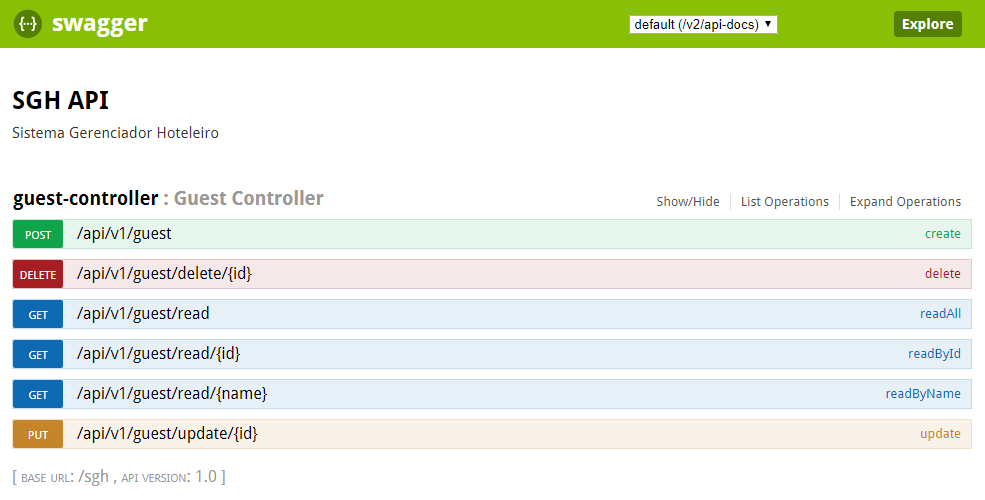 {···} swagger default (/v2/api-docs) Explore
SGH API
Sistema Gerenciador Hoteleiro
guest-controller : Guest Controller Show/Hide List Operations Expand Operations
POST /api/v1/guest create
DELETE /api/v1/guest/delete/{id} delete
GET /api/v1/guest/read readAll
GET /api/v1/guest/read/{id} readById
GET /api/v1/guest/read/{name} readByName
PUT /api/v1/guest/update/{id} update
[ BASE URL: /sgh , API VERSION: 1.0 ]